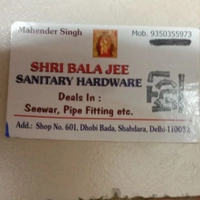 Mahender Singh
Mob. 9350355973
SHRI BALA JEE
SANITARY HARDWARE
Deals In :
Seewar, Pipe Fitting etc.
Add.: Shop No. 601, Dhobi Bada, Shahdara, Delhi-110032